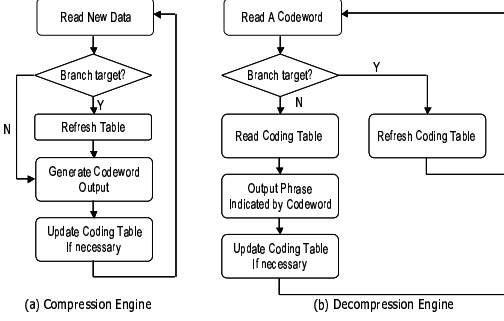 Read New Data
Branch target?
Y
N
Refresh Table
Generate Codeword
Output
Update Coding Table
If necessary
(a) Compression Engine
Read A Codeword
Branch target?
Y
N
Read Coding Table
Refresh Coding Table
Output Phrase
Indicated by Codeword
Update Coding Table
If necessary
(b) Decompression Engine